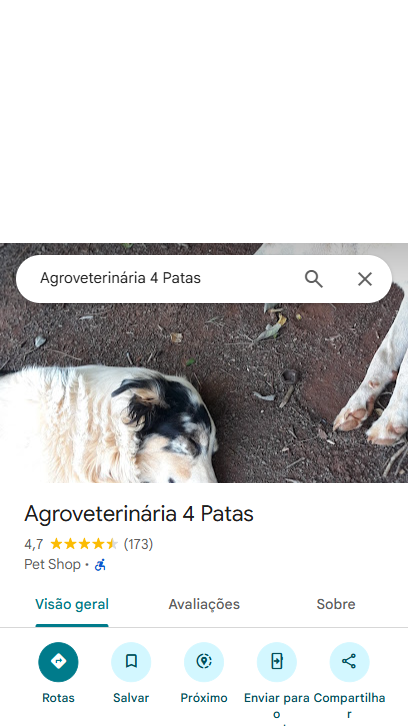 Agroveterinária 4 Patas
Agroveterinária 4 Patas
4,7 (173)
Pet Shop ·
Visão geral Avaliações Sobre
Rotas Salvar Próximo Enviar para o Compartilhar